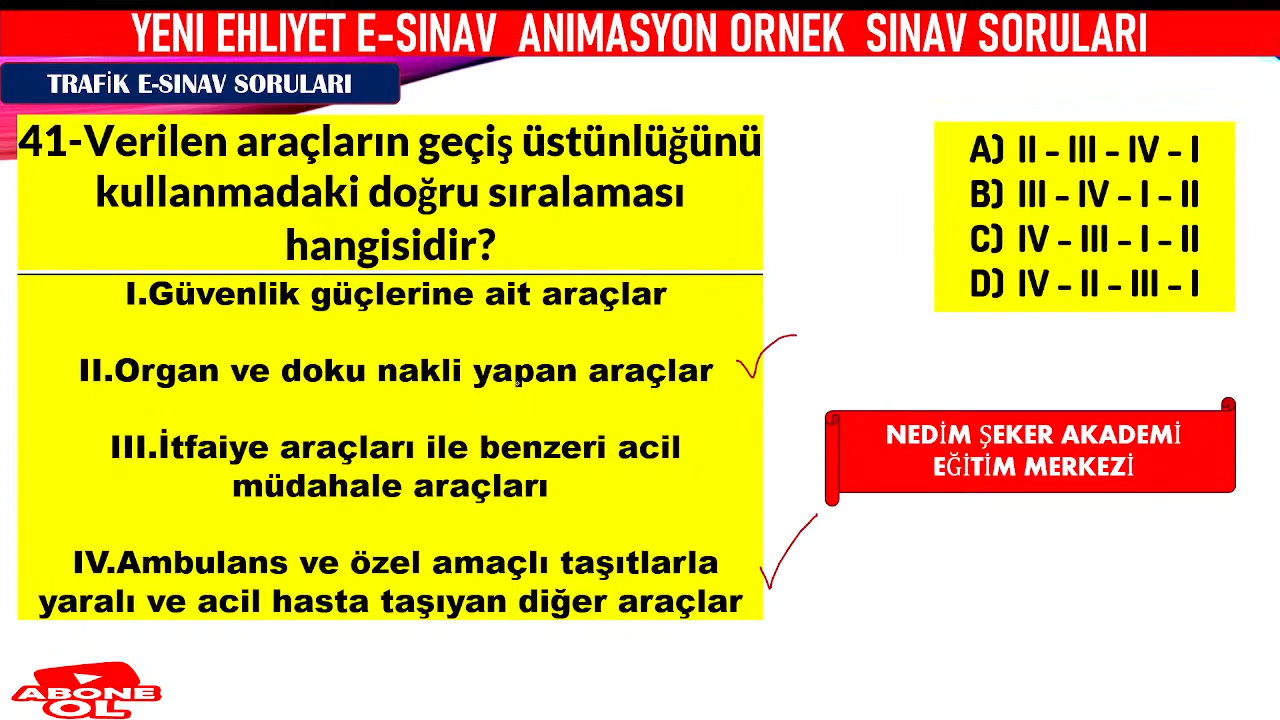 YENI EHLIYET E-SINAV ANIMASYON ORNEK SINAV SORULARI
TRAFİK E-SINAV SORULARI
41-Verilen araçların geçiş üstünlüğünü
kullanmadaki doğru sıralaması
hangisidir?
I.Güvenlik güçlerine ait araçlar
II.Organ ve doku nakli yapan araçlar
III.İtfaiye araçları ile benzeri acil
müdahale araçları
IV.Ambulans ve özel amaçlı taşıtlarla
yaralı ve acil hasta taşıyan diğer araçlar
A) II – III – IV – I
B) III – IV – I – II
C) IV – III – I – II
D) IV – II – III – I
NEDİM ŞEKER AKADEMİ
EĞİTİM MERKEZİ
ABONE
OL